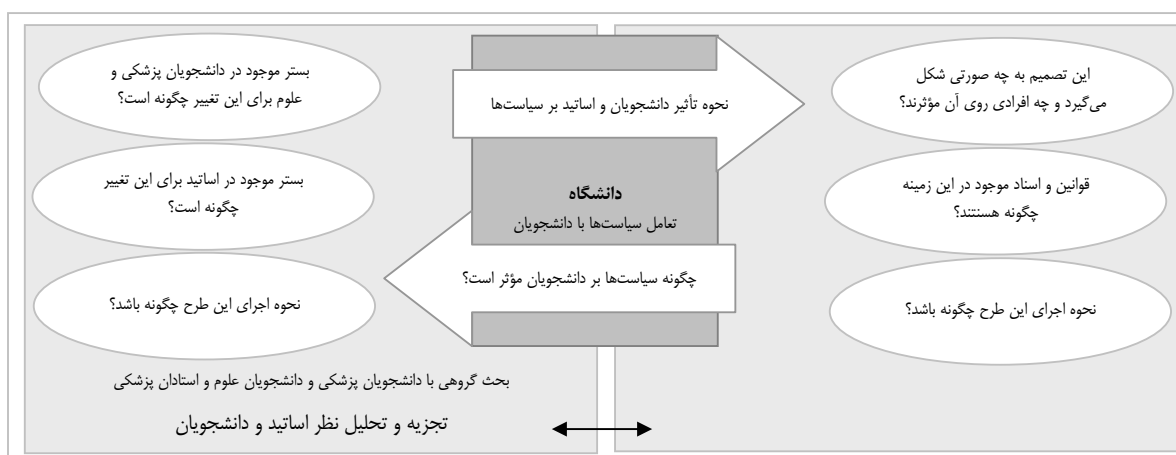 این تصمیم به چه صورتی شکل
می‌گیرد و چه افرادی روی آن مؤثرند؟
قوانین و اسناد موجود در این زمینه
چگونه هستنتند؟
نحوه اجرای این طرح چگونه باشد؟
نحوه تأثیر دانشجویان و اساتید بر سیاست‌ها
دانشگاه
تعامل سیاست‌ها با دانشجویان
چگونه سیاست‌ها بر دانشجویان مؤثر است؟
بستر موجود در دانشجویان پزشکی و
علوم برای این تغییر چگونه است؟
بستر موجود در اساتید برای این تغییر
چگونه است؟
نحوه اجرای این طرح چگونه باشد؟
بحث گروهی با دانشجویان پزشکی و دانشجویان علوم و استادان پزشکی
تجزیه و تحلیل نظر اساتید و دانشجویان